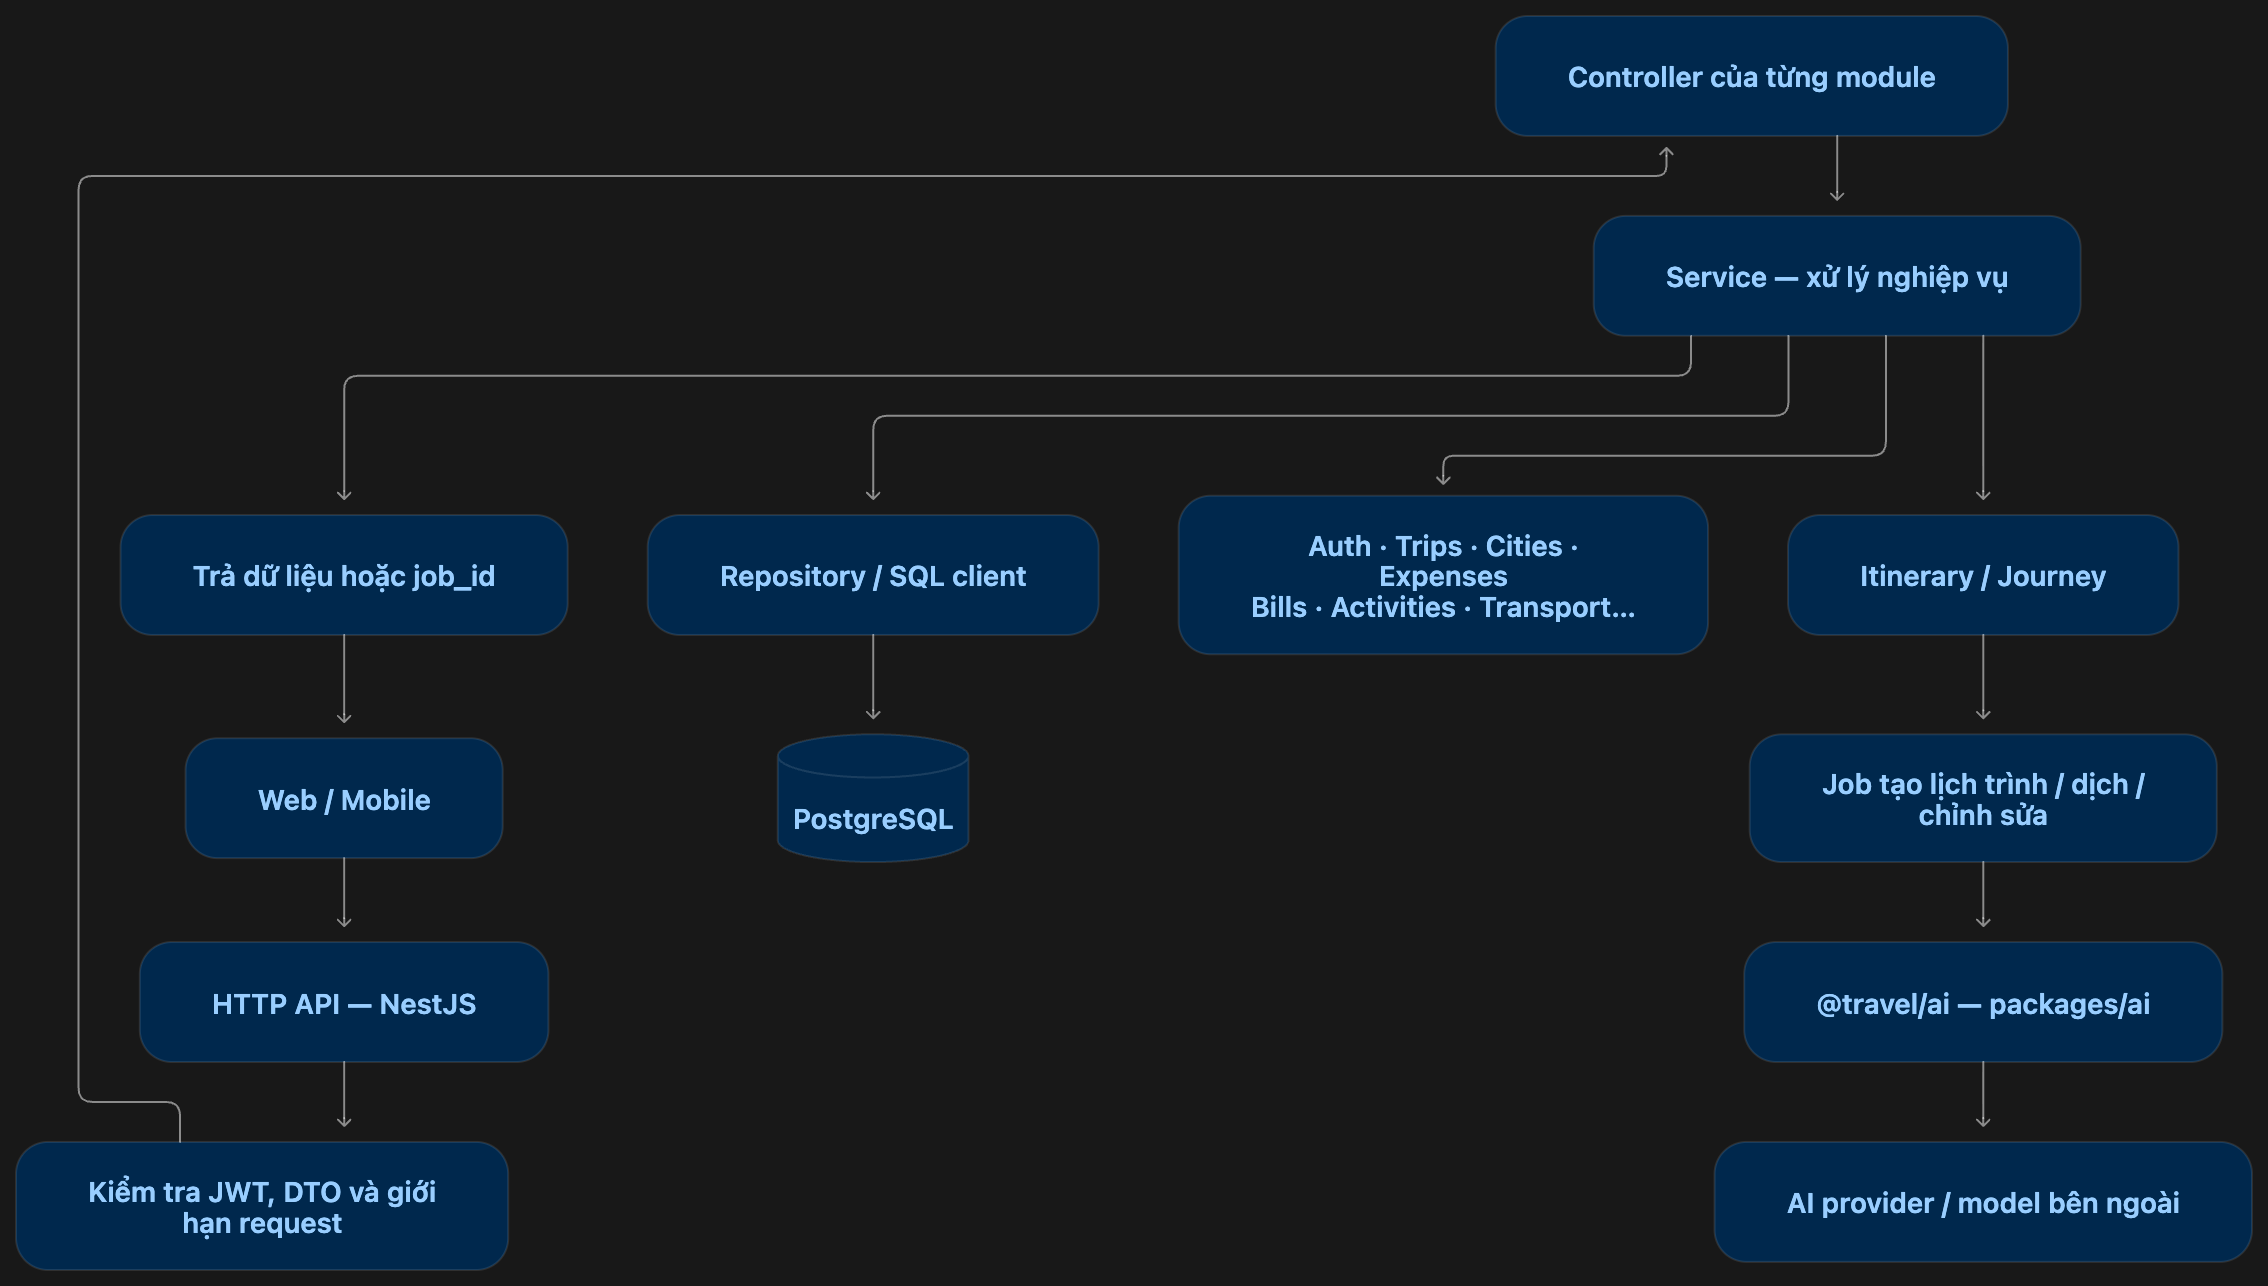 Controller của từng module
Service — xử lý nghiệp vụ
Trả dữ liệu hoặc job_id
Repository / SQL client
Auth · Trips · Cities ·
Expenses
Bills · Activities · Transport...
Itinerary / Journey
Web / Mobile
PostgreSQL
Job tạo lịch trình / dịch /
chỉnh sửa
HTTP API — NestJS
@travel/ai — packages/ai
Kiểm tra JWT, DTO và giới
hạn request
AI provider / model bên ngoài